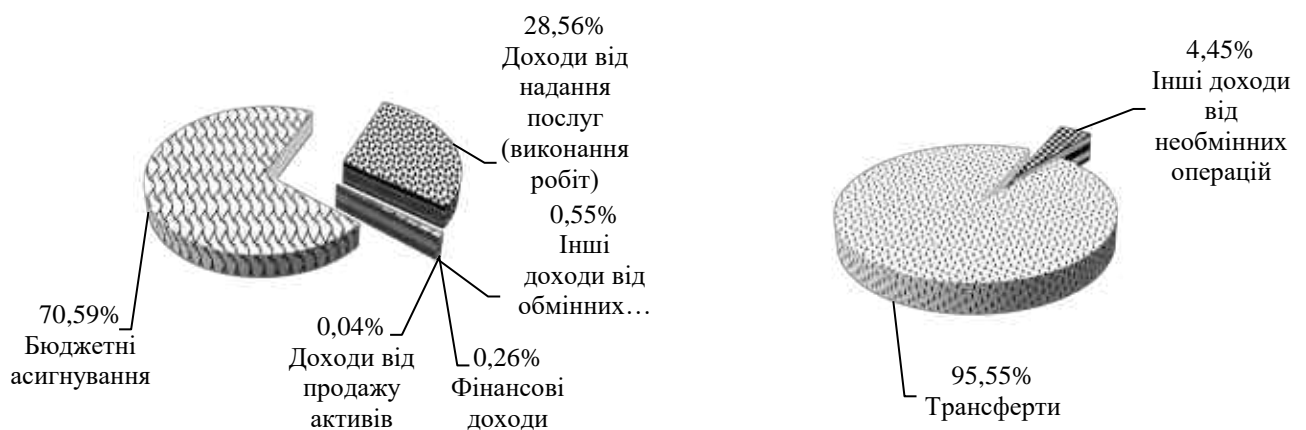 28,56%
Доходи від
надання
послуг
(виконання
робіт)
0,55%
Інші
доходи від
обмінних…
70,59%
Бюджетні
асигнування
0,04%
Доходи від
продажу
активів
0,26%
Фінансові
доходи
4,45%
Інші доходи
від
необмінних
операцій
95,55%
Трансферти